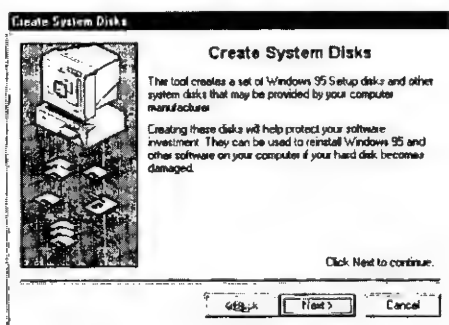 Create System Disks
Create System Disks
This tool creates a set of Windows 95 Setup disks and other
system disks that may be provided by your computer
manufacturer
Creating these disks will help protect your software
investment. They can be used to reinstall Windows 95 and
other software on your computer if your hard disk becomes
damaged.
Click Next to continue.
< Back
Next >
Cancel